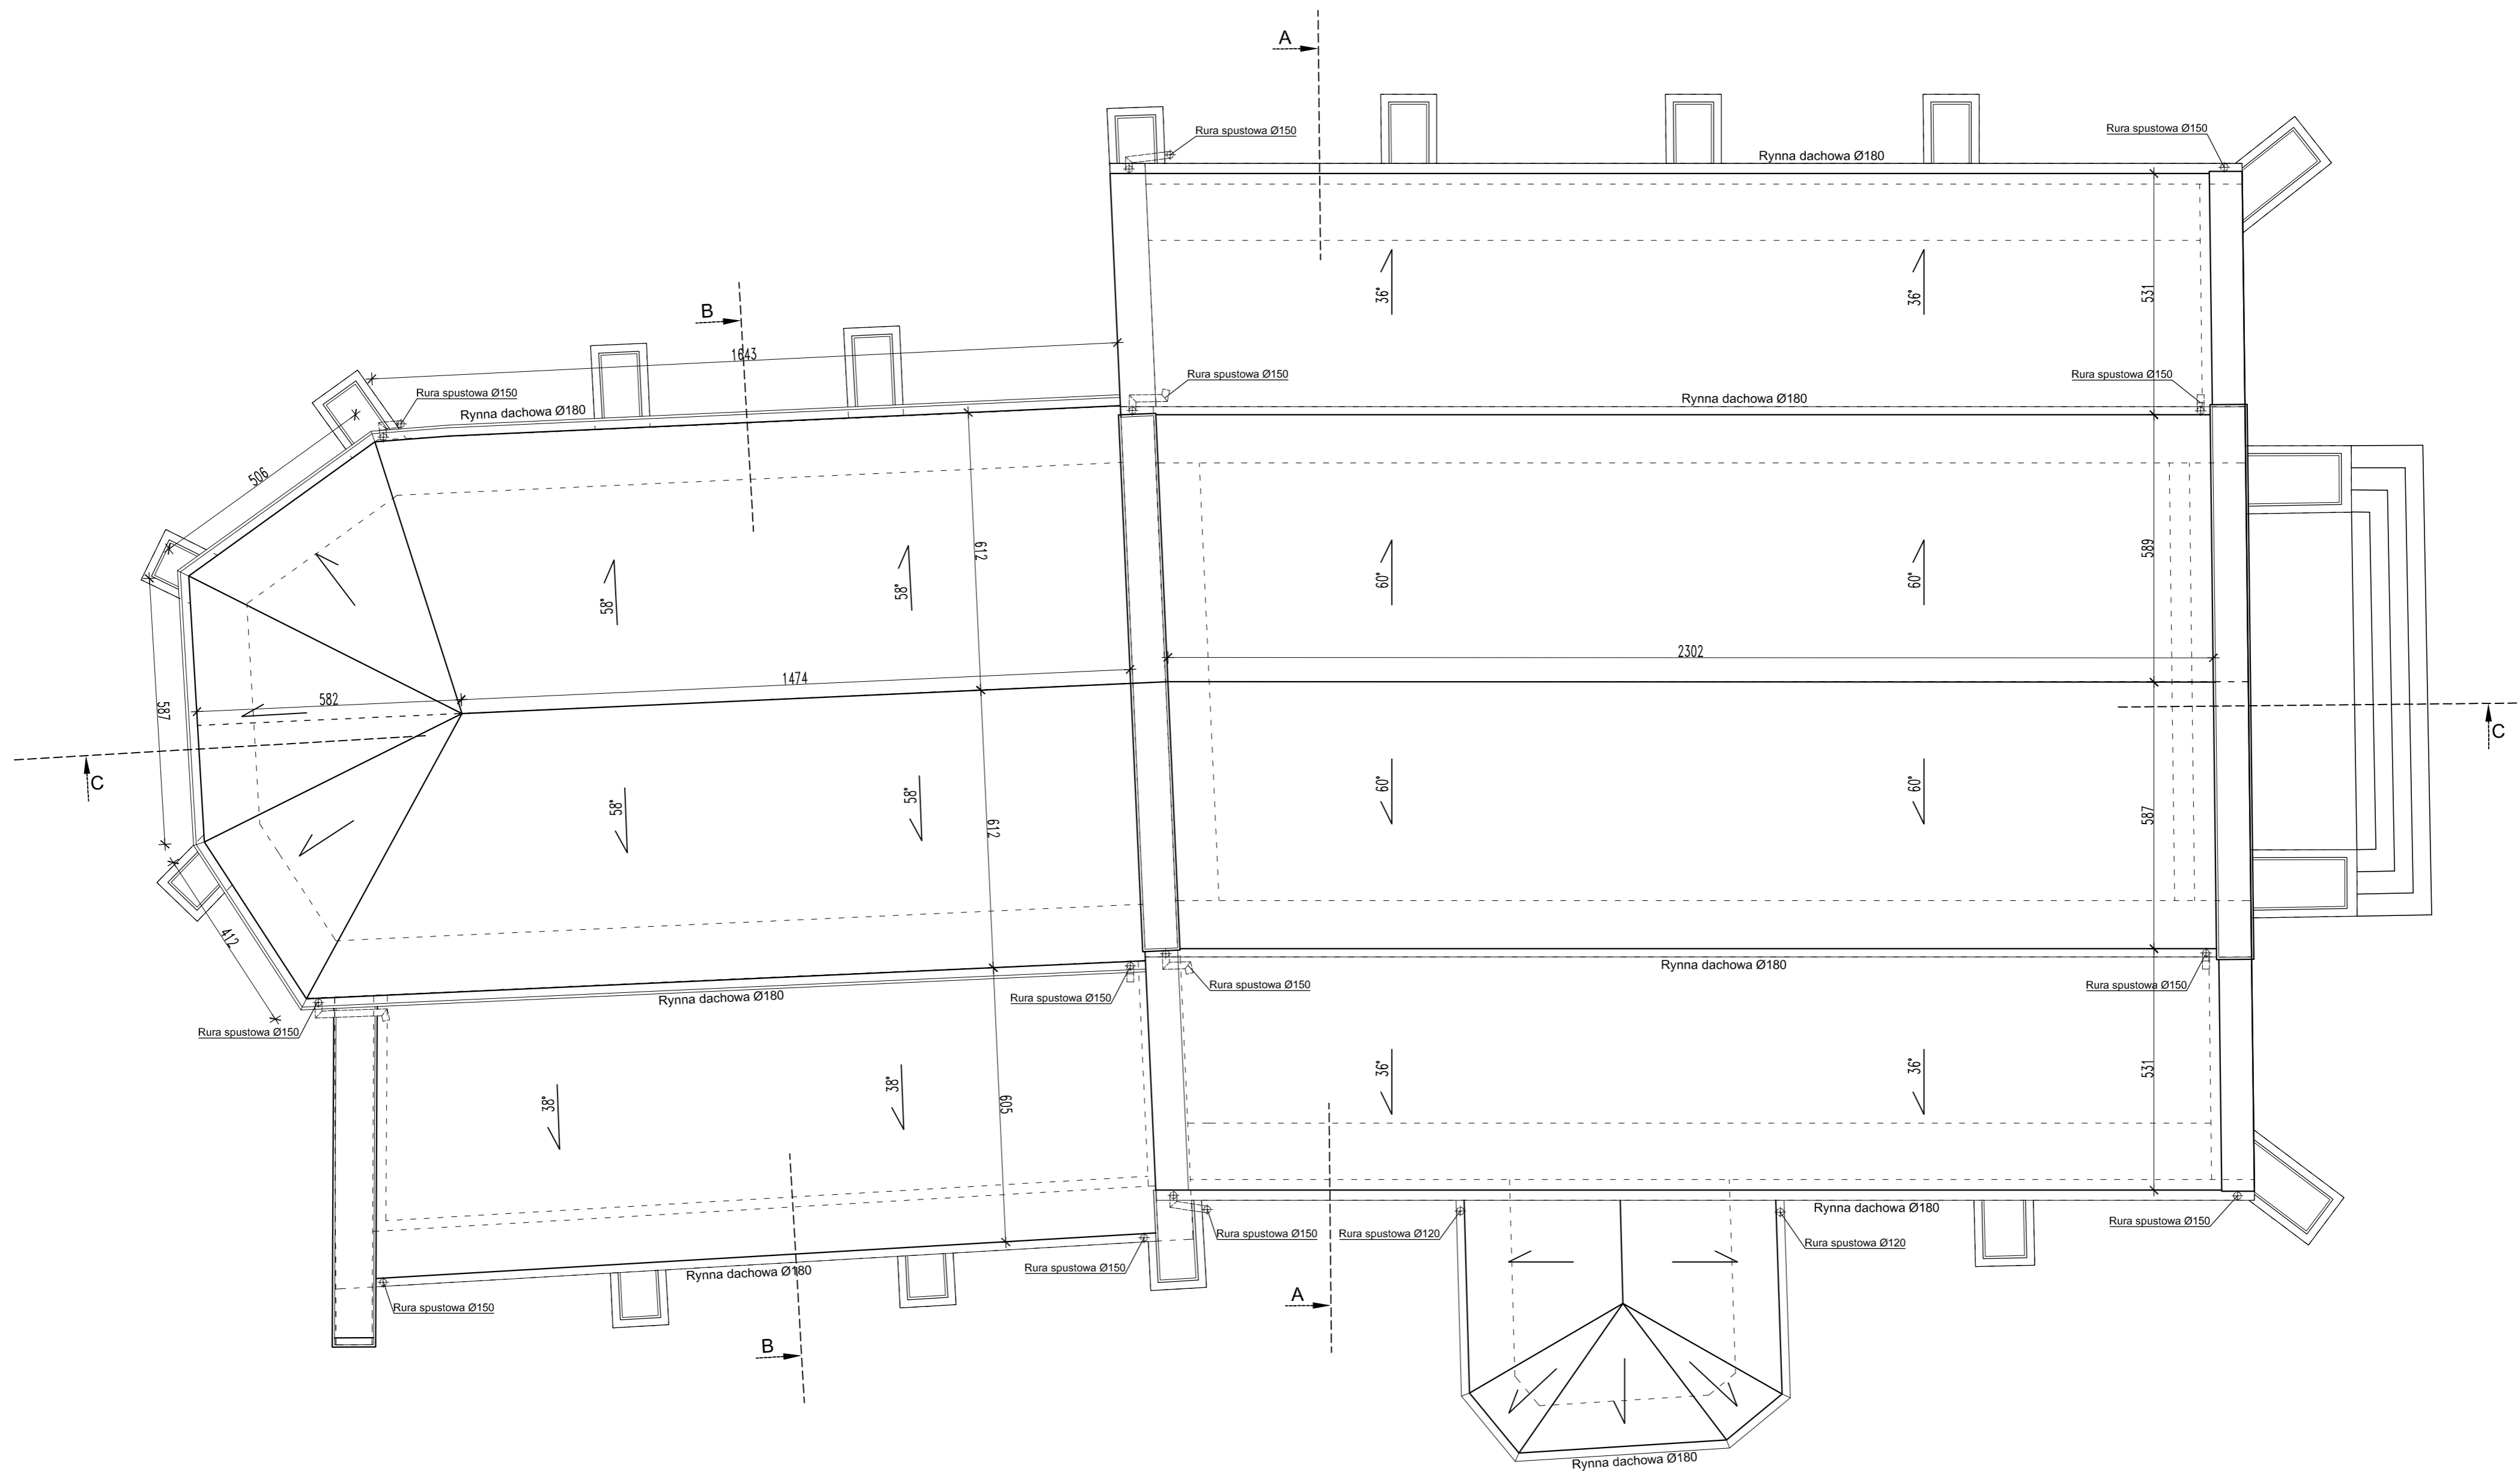 A
Rura spustowa Ø150
Rura spustowa Ø150
Rynna dachowa Ø180
36°
36°
531
B
1643
Rura spustowa Ø150
Rura spustowa Ø150
Rura spustowa Ø150
Rynna dachowa Ø180
Rynna dachowa Ø180
506
612
589
58°
58°
60°
60°
2302
1474
582
587
C
C
58°
58°
60°
60°
587
612
412
Rynna dachowa Ø180
Rynna dachowa Ø180
Rura spustowa Ø150
Rura spustowa Ø150
Rura spustowa Ø150
Rura spustowa Ø150
38°
38°
36°
36°
531
605
Rynna dachowa Ø180
Rura spustowa Ø150
Rura spustowa Ø150
Rura spustowa Ø120
Rura spustowa Ø120
Rura spustowa Ø150
Rynna dachowa Ø180
Rura spustowa Ø150
A
B
Rynna dachowa Ø180